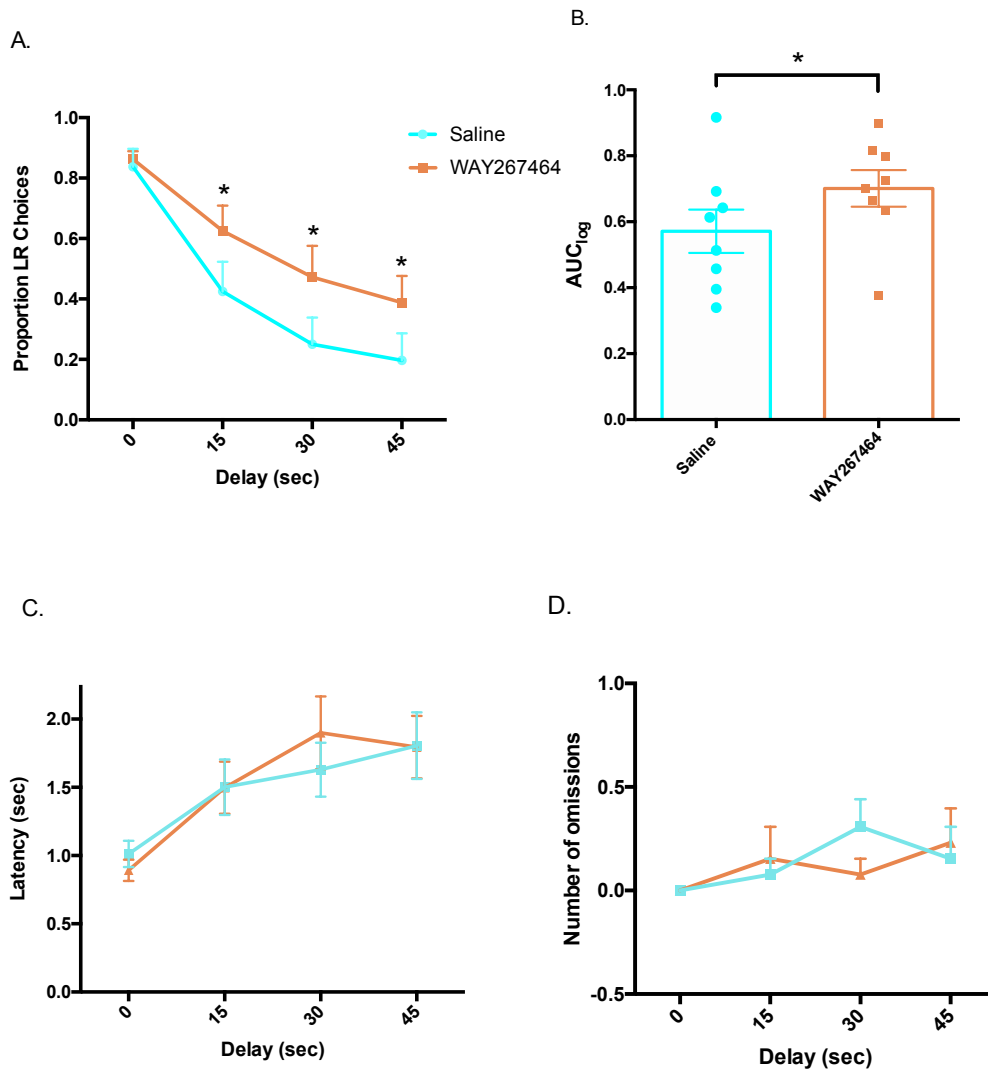 A.
Proportion LR Choices
1.0
0.8
0.6
0.4
0.2
0.0
* * *
Saline
WAY267464
0 15 30 45
Delay (sec)
B.
*
AUClog
1.0
0.8
0.6
0.4
0.2
0.0
Saline
WAY267464
C.
Latency (sec)
2.0
1.5
1.0
0.5
0.0
0 15 30 45
Delay (sec)
D.
Number of omissions
1.0
0.5
0.0
-0.5
0 15 30 45
Delay (sec)